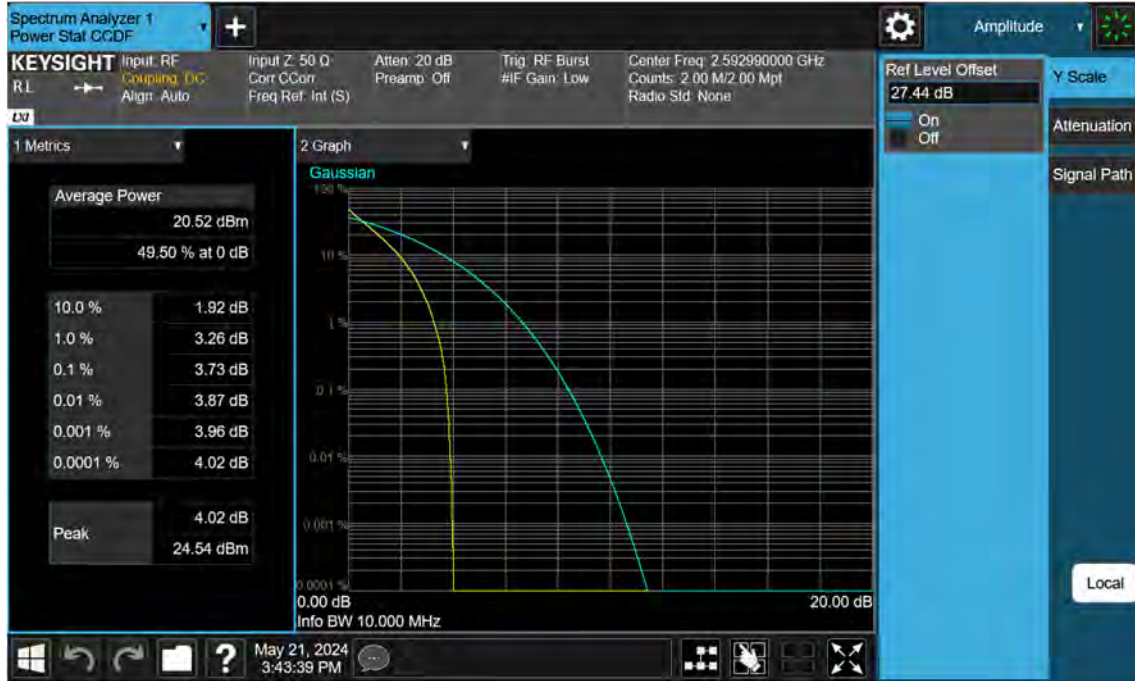 Spectrum Analyzer 1
Power Stat CCDF
+
Amplitude
KEYSIGHT
RL
LXI
Input: RF
Coupling: DC
Align: Auto
Input Z: 50 Ω
Corr CCorr
Freq Ref: Int (S)
Atten: 20 dB
Preamp: Off
Trig: RF Burst
#IF Gain: Low
Center Freq: 2.592990000 GHz
Counts: 2.00 M/2.00 Mpt
Radio Std: None
Ref Level Offset
27.44 dB
On
Off
Y Scale
Attenuation
Signal Path
Local
1 Metrics
Average Power
20.52 dBm
49.50 % at 0 dB
10.0 % 1.92 dB
1.0 % 3.26 dB
0.1 % 3.73 dB
0.01 % 3.87 dB
0.001 % 3.96 dB
0.0001 % 4.02 dB
Peak
4.02 dB
24.54 dBm
2 Graph
Gaussian
100 %
10 %
1 %
0.1 %
0.01 %
0.001 %
0.0001 %
0.00 dB 20.00 dB
Info BW 10.000 MHz
?
May 21, 2024
3:43:39 PM